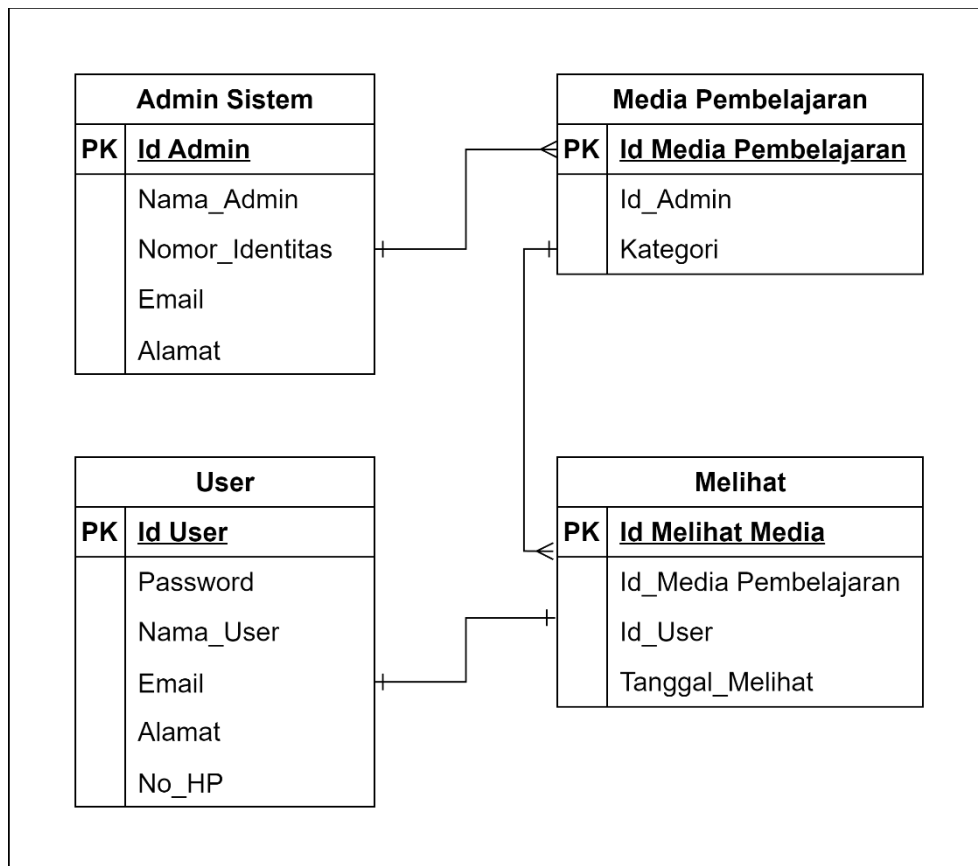 Admin Sistem
PK Id Admin
Nama_Admin
Nomor_Identitas
Email
Alamat
Media Pembelajaran
PK Id Media Pembelajaran
Id_Admin
Kategori
User
PK Id User
Password
Nama_User
Email
Alamat
No_HP
Melihat
PK Id Melihat Media
Id_Media Pembelajaran
Id_User
Tanggal_Melihat